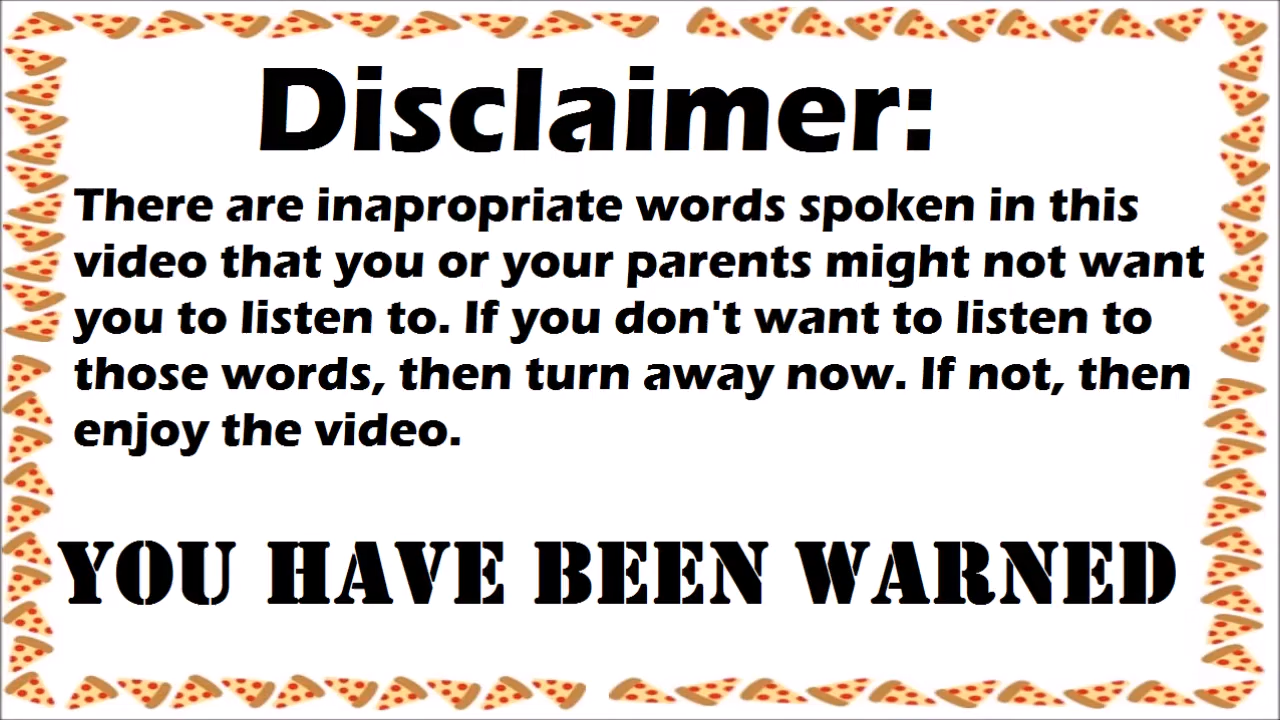 Disclaimer:
There are inapropriate words spoken in this
video that you or your parents might not want
you to listen to. If you don't want to listen to
those words, then turn away now. If not, then
enjoy the video.
YOU HAVE BEEN WARNED